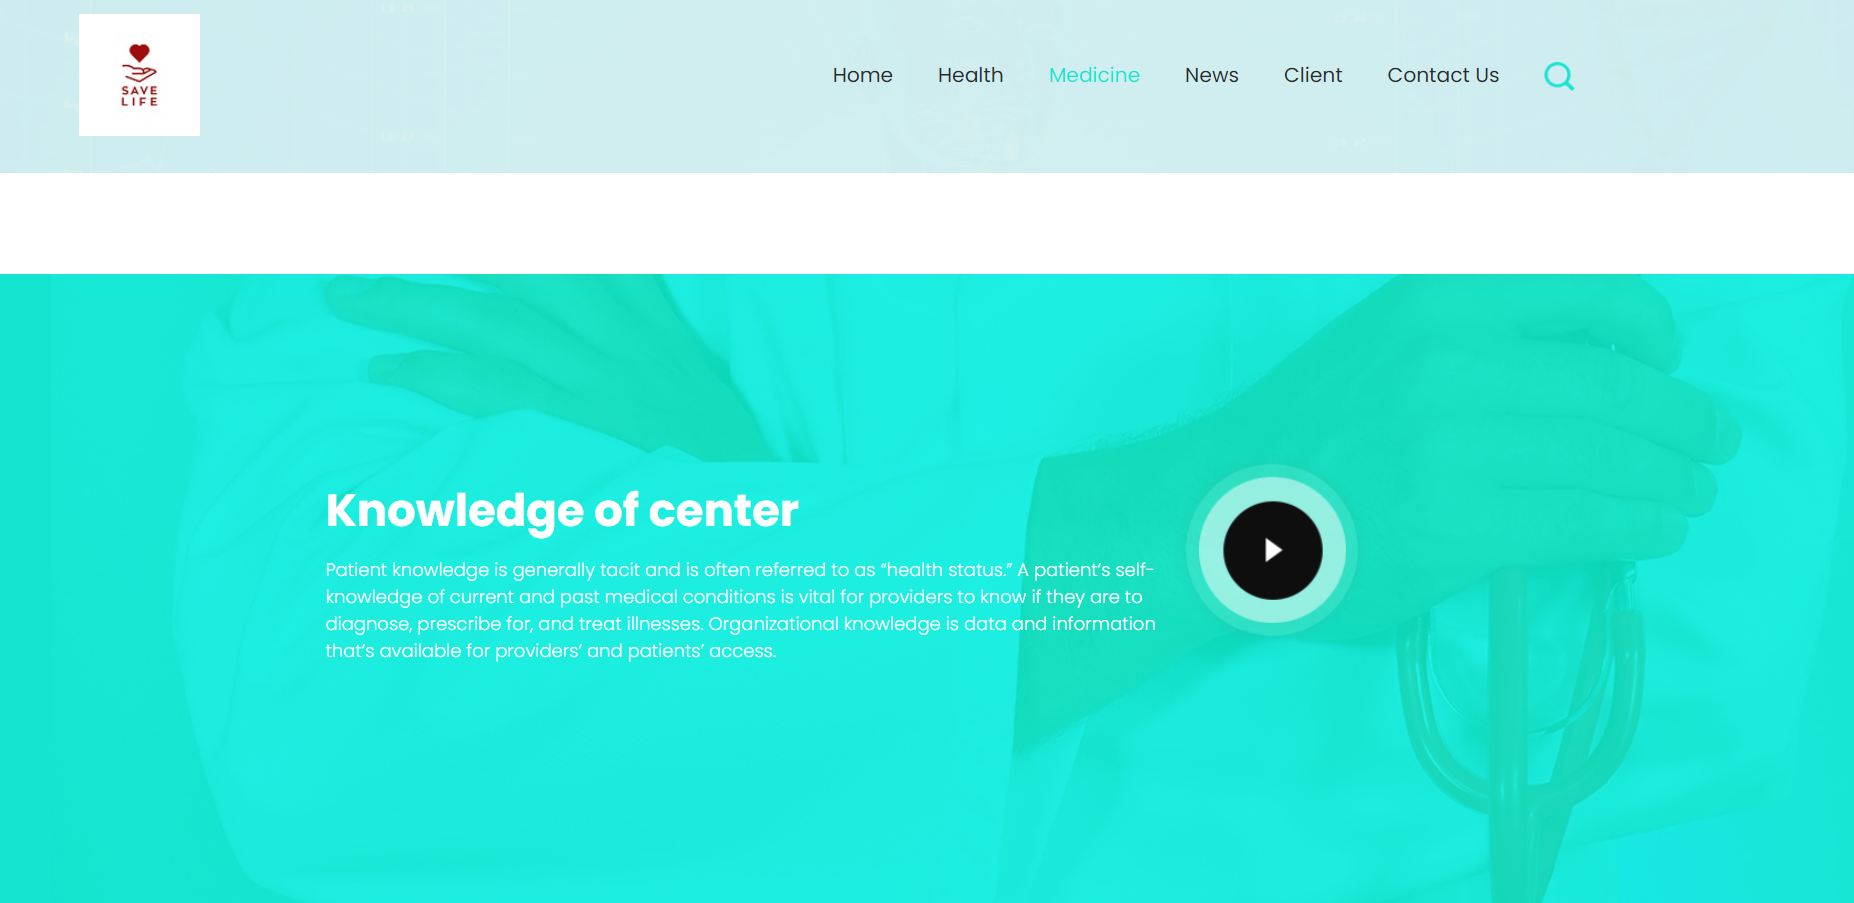 SAVE
LIFE
Home Health Medicine News Client Contact Us
Knowledge of center
Patient knowledge is generally tacit and is often referred to as “health status.” A patient’s self-
knowledge of current and past medical conditions is vital for providers to know if they are to
diagnose, prescribe for, and treat illnesses. Organizational knowledge is data and information
that’s available for providers’ and patients’ access.